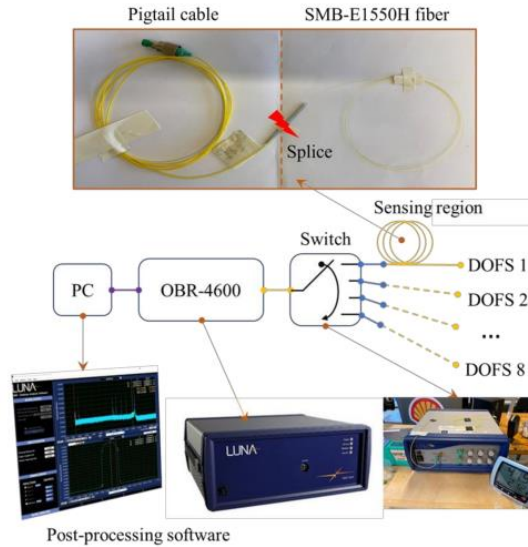 Pigtail cable
SMB-E1550H fiber
Splice
Sensing region
Switch
PC
OBR-4600
DOFS 1
DOFS 2
...
DOFS 8
LUNA
LUNA
Post-processing software